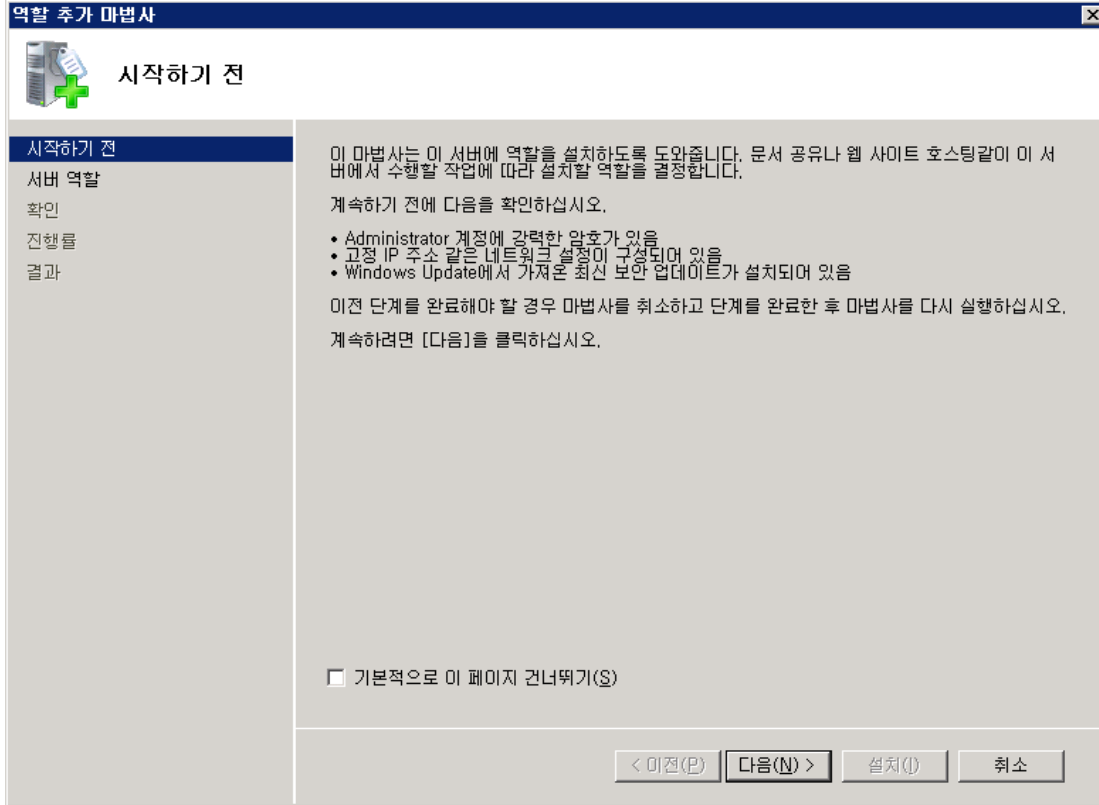 역할 추가 마법사
시작하기 전
시작하기 전
서버 역할
확인
진행률
결과
이 마법사는 이 서버에 역할을 설치하도록 도와줍니다. 문서 공유나 웹 사이트 호스팅같이 이 서
버에서 수행할 작업에 따라 설치할 역할을 결정합니다.
계속하기 전에 다음을 확인하십시오.
• Administrator 계정에 강력한 암호가 있음
• 고정 IP 주소 같은 네트워크 설정이 구성되어 있음
• Windows Update에서 가져온 최신 보안 업데이트가 설치되어 있음
이전 단계를 완료해야 할 경우 마법사를 취소하고 단계를 완료한 후 마법사를 다시 실행하십시오.
계속하려면 [다음]을 클릭하십시오.
기본적으로 이 페이지 건너뛰기(S)
< 이전(P) 다음(N) > 설치(I) 취소